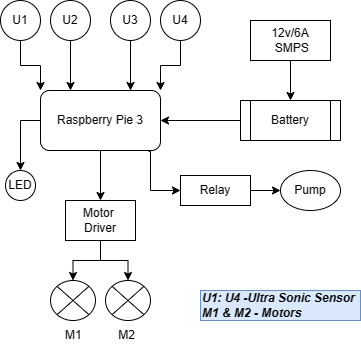 U1
U2
U3
U4
12v/6A
SMPS
Raspberry Pie 3
Battery
LED
Relay
Pump
Motor
Driver
M1
M2
U1: U4 -Ultra Sonic Sensor
M1 & M2 - Motors